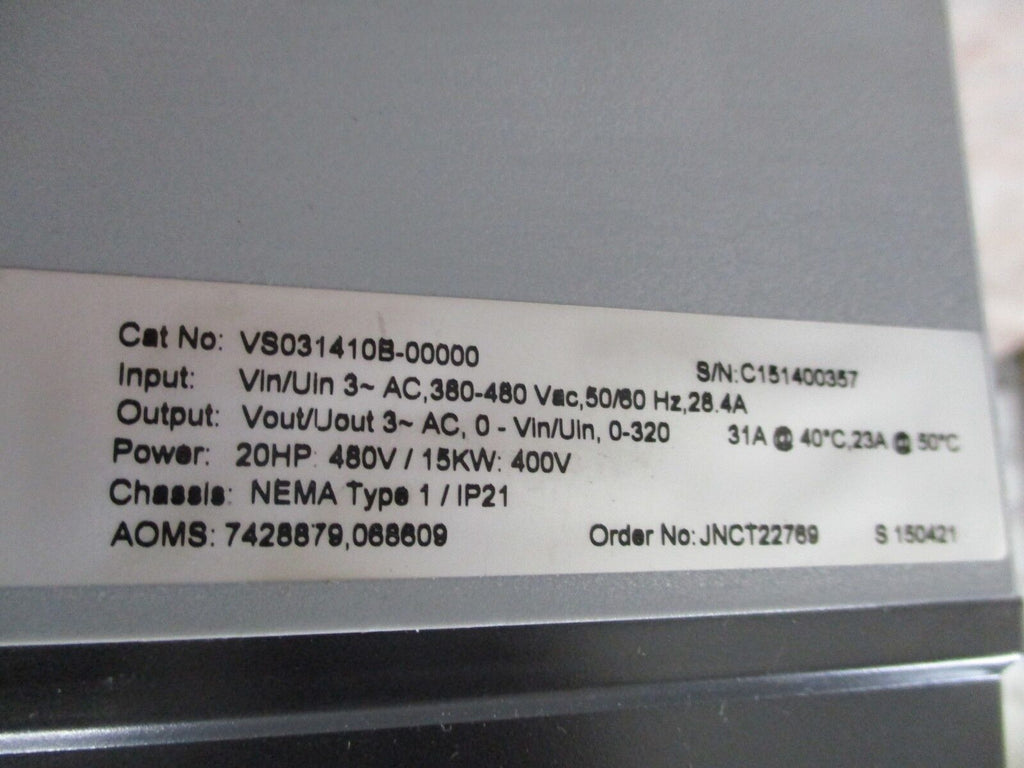 Cat No: VS031410B-00000
S/N:C151400357
Input: Vin/Uin 3~ AC,380-480 Vac,50/60 Hz,28.4A
Output: Vout/Uout 3~ AC, 0 - Vin/Uin, 0-320 31A @ 40°C,23A @ 50°C
Power: 20HP: 480V / 15KW: 400V
Chassis: NEMA Type 1 / IP21
AOMS: 7428879,068609 Order No: JNCT22769 S 150421